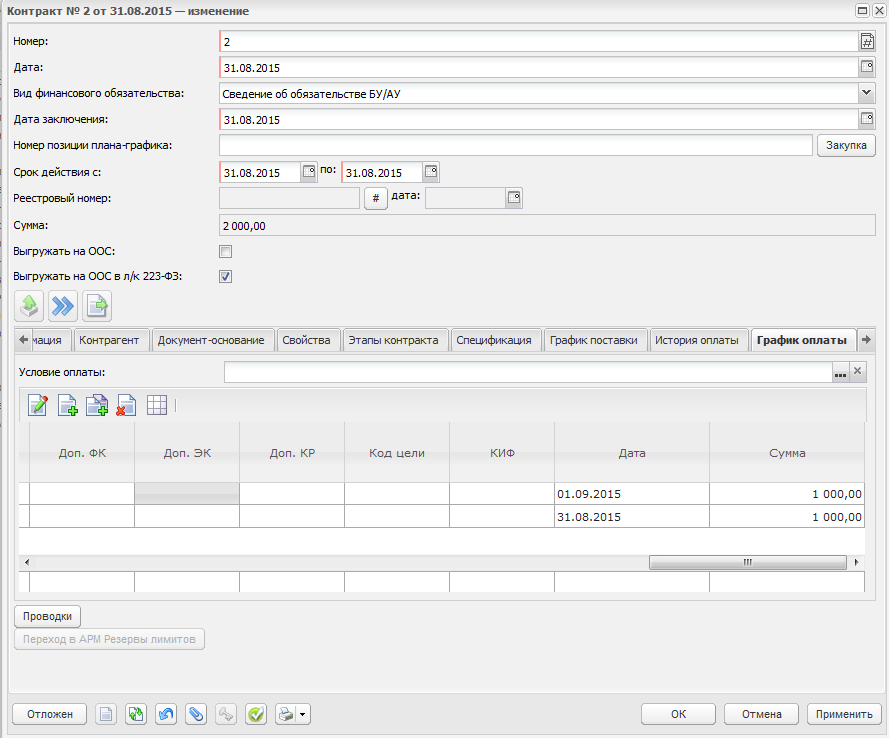 Контракт № 2 от 31.08.2015 — изменение
Номер: 2 #
Дата: 31.08.2015
Вид финансового обязательства: Сведение об обязательстве БУ/АУ
Дата заключения: 31.08.2015
Номер позиции плана-графика: Закупка
Срок действия с: 31.08.2015 по: 31.08.2015
Реестровый номер: # дата:
Сумма: 2 000,00
Выгружать на ООС:
Выгружать на ООС в л/к 223-ФЗ:
мация Контрагент Документ-основание Свойства Этапы контракта Спецификация График поставки История оплаты График оплаты
Условие оплаты: ...
Доп. ФК Доп. ЭК Доп. КР Код цели КИФ Дата Сумма
01.09.2015 1 000,00
31.08.2015 1 000,00
Проводки
Переход в АРМ Резервы лимитов
Отложен ОК Отмена Применить